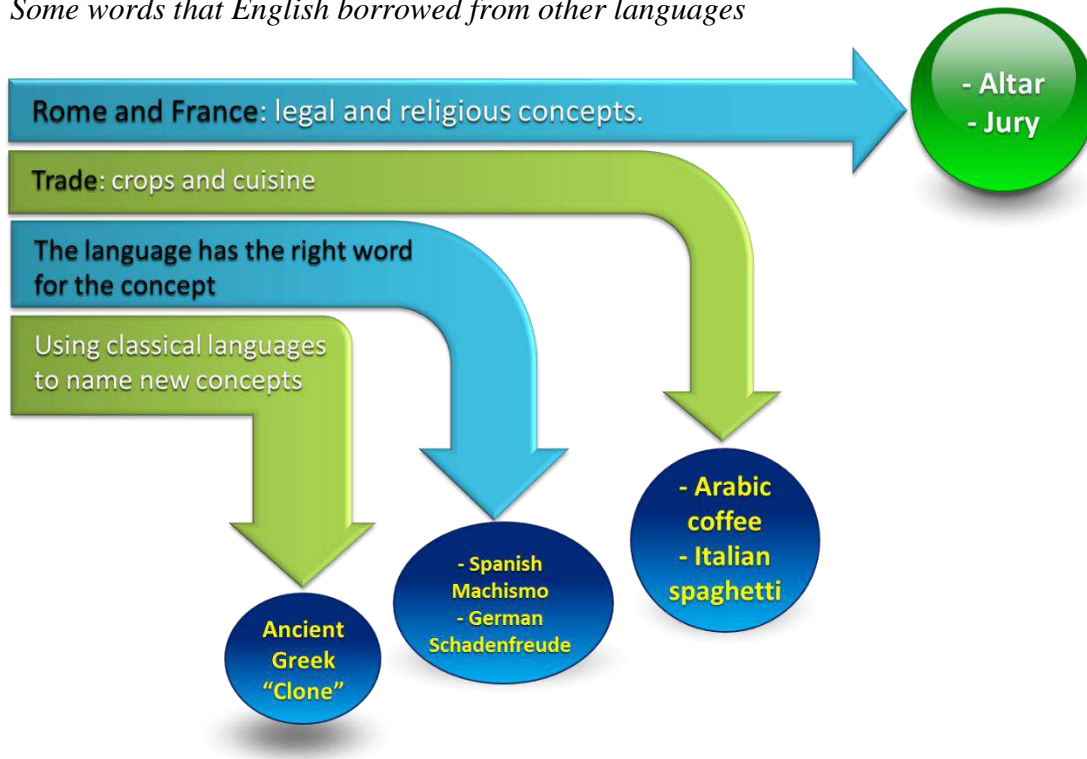 Some words that English borrowed from other languages
Rome and France: legal and religious concepts.
- Altar
- Jury
Trade: crops and cuisine
The language has the right word
for the concept
Using classical languages
to name new concepts
- Arabic
coffee
- Italian
spaghetti
- Spanish
Machismo
- German
Schadenfreude
Ancient
Greek
“Clone”